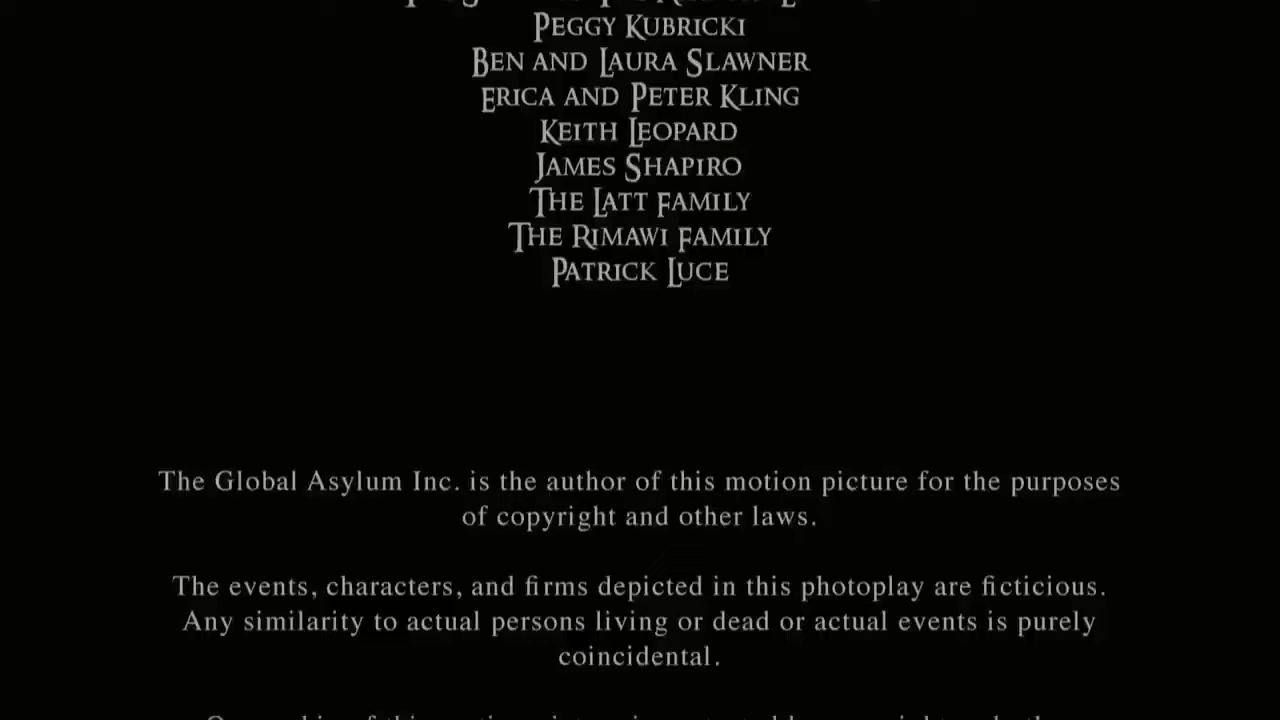 Peggy Kubricki
Ben and Laura Slawner
Erica and Peter Kling
Keith Leopard
James Shapiro
The Latt Family
The Rimawi Family
Patrick Luce
The Global Asylum Inc. is the author of this motion picture for the purposes
of copyright and other laws.
The events, characters, and firms depicted in this photoplay are ficticious.
Any similarity to actual persons living or dead or actual events is purely
coincidental.